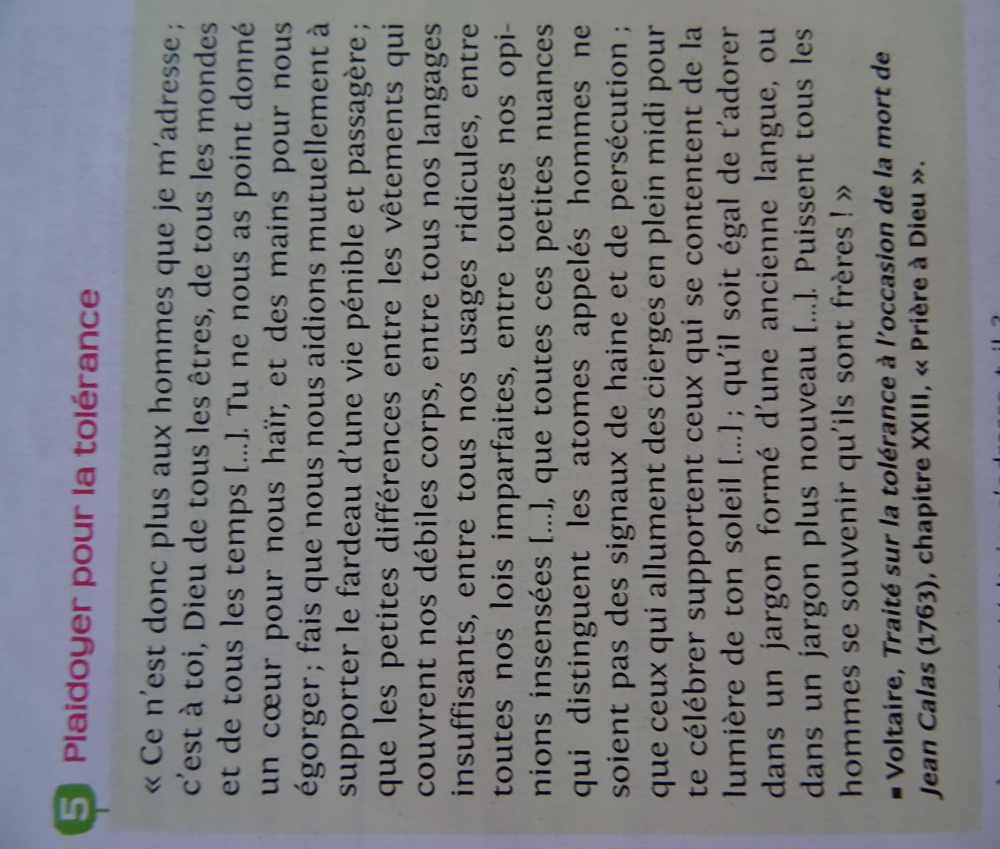 5 Plaidoyer pour la tolérance
« Ce n'est donc plus aux hommes que je m'adresse ;
c'est à toi, Dieu de tous les êtres, de tous les mondes
et de tous les temps [...]. Tu ne nous as point donné
un cœur pour nous haïr, et des mains pour nous
égorger ; fais que nous nous aidions mutuellement à
supporter le fardeau d'une vie pénible et passagère ;
que les petites différences entre les vêtements qui
couvrent nos débiles corps, entre tous nos langages
insuffisants, entre tous nos usages ridicules, entre
toutes nos lois imparfaites, entre toutes nos opi-
nions insensées [...], que toutes ces petites nuances
qui distinguent les atomes appelés hommes ne
soient pas des signaux de haine et de persécution ;
que ceux qui allument des cierges en plein midi pour
te célébrer supportent ceux qui se contentent de la
lumière de ton soleil [...] ; qu'il soit égal de t'adorer
dans un jargon formé d'une ancienne langue, ou
dans un jargon plus nouveau [...]. Puissent tous les
hommes se souvenir qu'ils sont frères ! »
■ Voltaire, Traité sur la tolérance à l'occasion de la mort de
Jean Calas (1763), chapitre XXIII, « Prière à Dieu ».